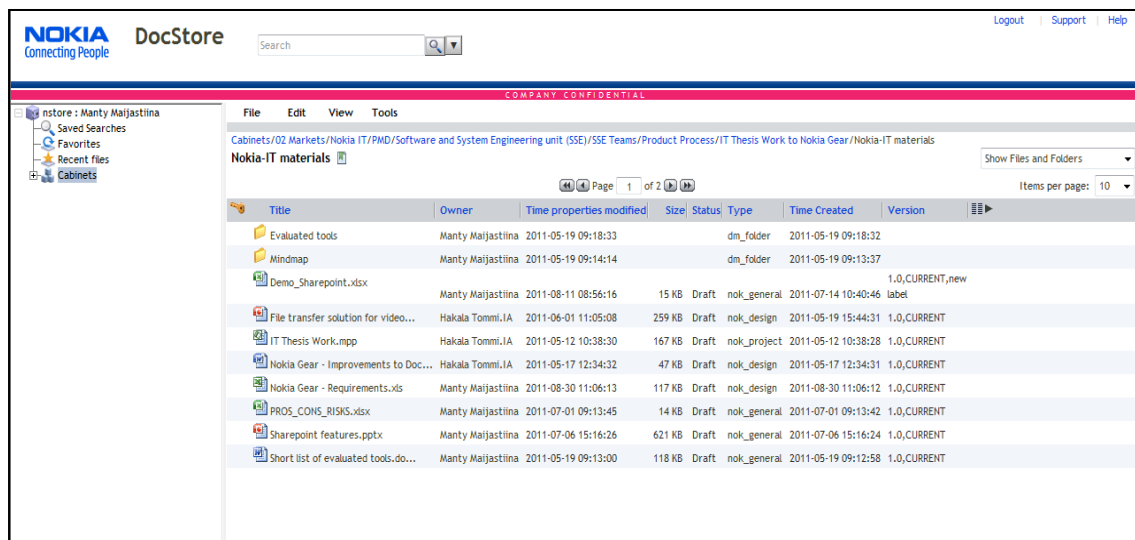 Logout | Support | Help
NOKIA DocStore
Connecting People
Search
COMPANY CONFIDENTIAL
nstore : Manty Maijastiina
Saved Searches
Favorites
Recent files
Cabinets
File Edit View Tools
Cabinets/02 Markets/Nokia IT/PMD/Software and System Engineering unit (SSE)/SSE Teams/Product Process/IT Thesis Work to Nokia Gear/Nokia-IT materials
Nokia-IT materials
Show Files and Folders
Page 1 of 2
Items per page: 10
Title Owner Time properties modified Size Status Type Time Created Version
Evaluated tools Manty Maijastiina 2011-05-19 09:18:33 dm_folder 2011-05-19 09:18:32
Mindmap Manty Maijastiina 2011-05-19 09:14:14 dm_folder 2011-05-19 09:13:37
Demo_Sharepoint.xlsx Manty Maijastiina 2011-08-11 08:56:16 15 KB Draft nok_general 2011-07-14 10:40:46 1.0,CURRENT,new
label
File transfer solution for video... Hakala Tommi.IA 2011-06-01 11:05:08 259 KB Draft nok_design 2011-05-19 15:44:31 1.0,CURRENT
IT Thesis Work.mpp Hakala Tommi.IA 2011-05-12 10:38:30 167 KB Draft nok_project 2011-05-12 10:38:28 1.0,CURRENT
Nokia Gear - Improvements to Doc... Hakala Tommi.IA 2011-05-17 12:34:32 47 KB Draft nok_design 2011-05-17 12:34:31 1.0,CURRENT
Nokia Gear - Requirements.xls Manty Maijastiina 2011-08-30 11:06:13 117 KB Draft nok_design 2011-08-30 11:06:12 1.0,CURRENT
PROS_CONS_RISKS.xlsx Manty Maijastiina 2011-07-01 09:13:45 14 KB Draft nok_general 2011-07-01 09:13:42 1.0,CURRENT
Sharepoint features.pptx Manty Maijastiina 2011-07-06 15:16:26 621 KB Draft nok_general 2011-07-06 15:16:24 1.0,CURRENT
Short list of evaluated tools.do... Manty Maijastiina 2011-05-19 09:13:00 118 KB Draft nok_general 2011-05-19 09:12:58 1.0,CURRENT